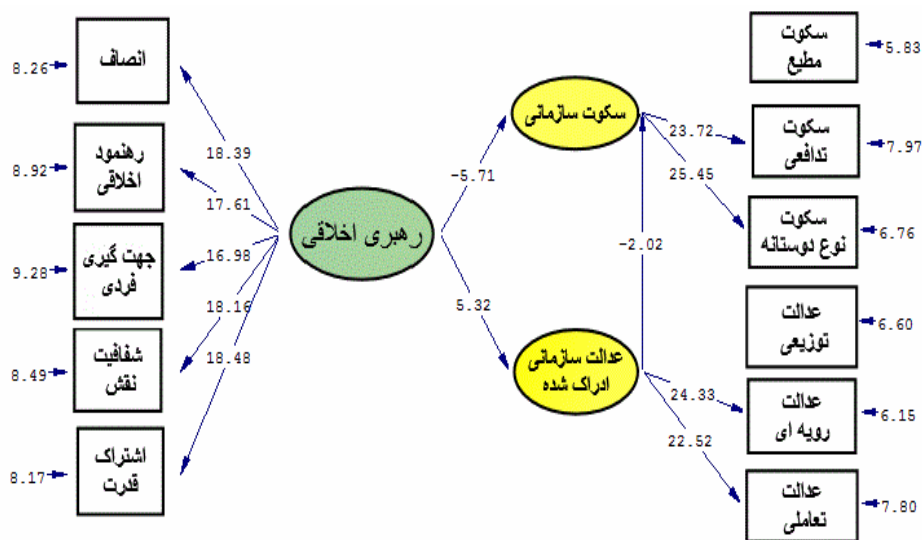 انصاف
8.26
رهنمود
اخلاقی
8.92
جهت گیری
فردی
9.28
شفافیت
نقش
8.49
اشتراک
قدرت
8.17
18.39
17.61
16.98
18.16
18.48
رهبری اخلاقی
-5.71
5.32
سکوت سازمانی
-2.02
عدالت سازمانی
ادراک شده
23.72
25.45
24.33
22.52
سکوت
مطیع
5.83
سکوت
تدافعی
7.97
سکوت
نوع دوستانه
6.76
عدالت
توزیعی
6.60
عدالت
رویه ای
6.15
عدالت
تعاملی
7.80